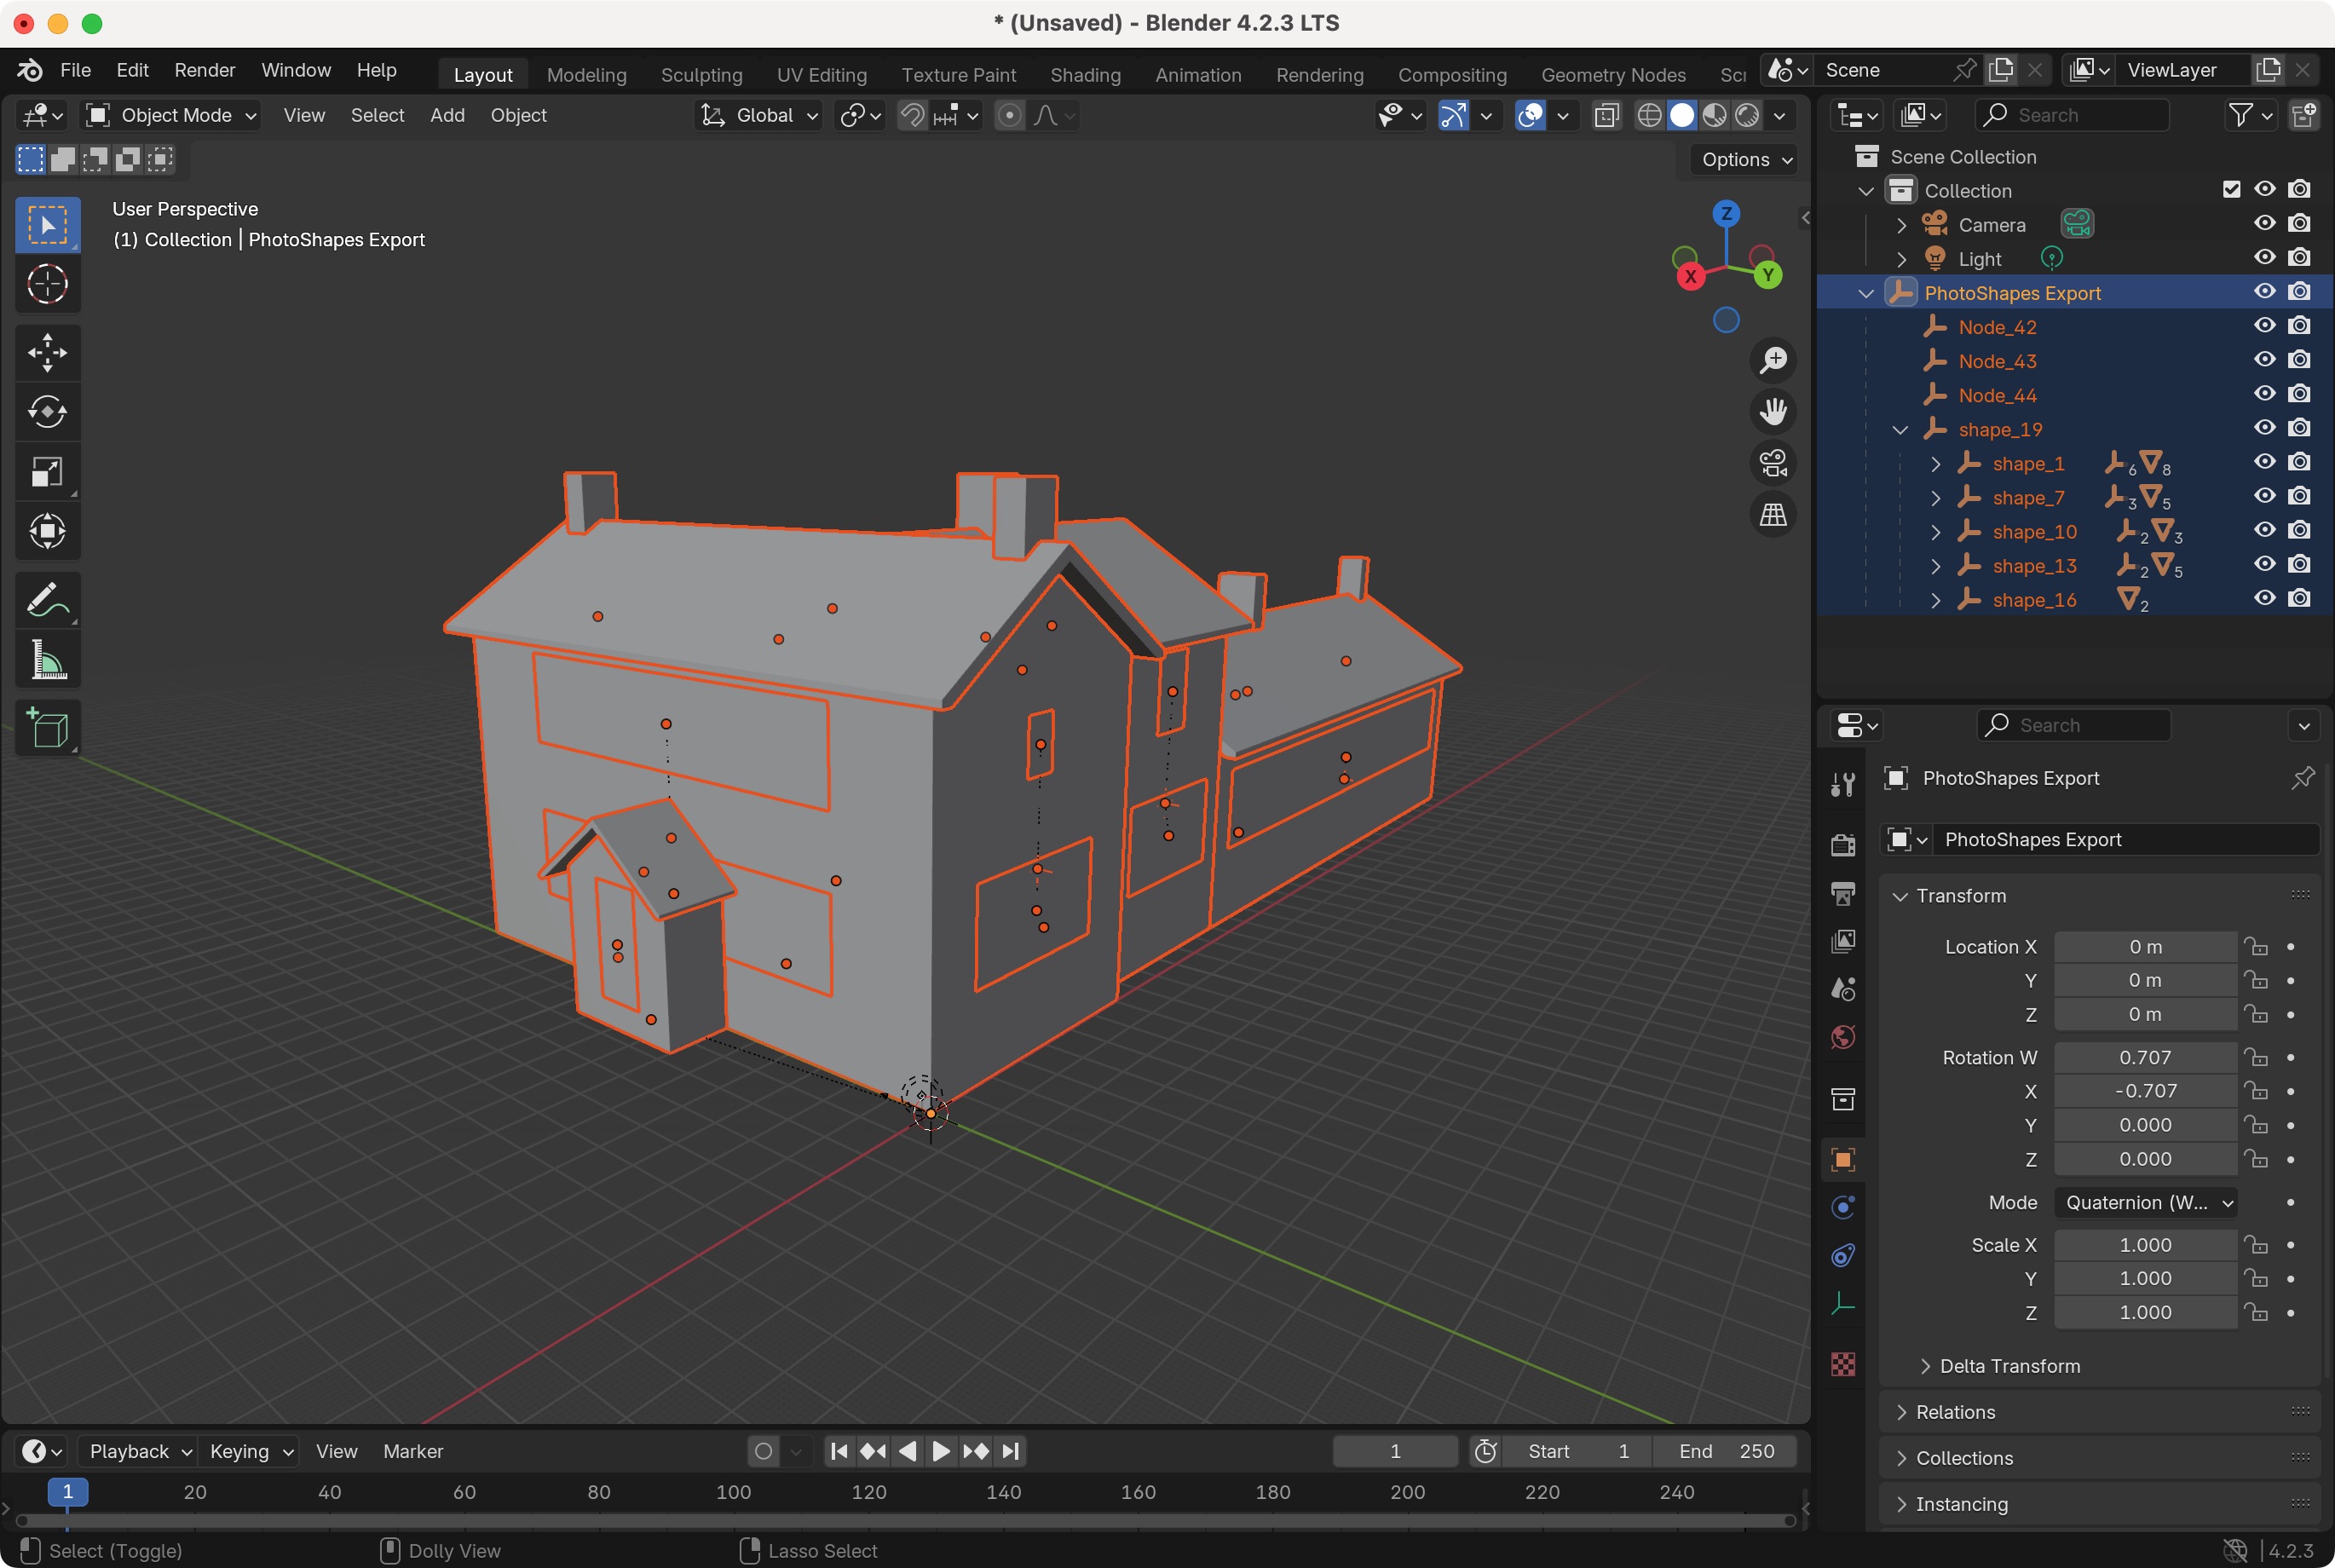 * (Unsaved) - Blender 4.2.3 LTS
File Edit Render Window Help Layout Modeling Sculpting UV Editing Texture Paint Shading Animation Rendering Compositing Geometry Nodes Scene ViewLayer
Object Mode View Select Add Object Global Search
Options
User Perspective
(1) Collection | PhotoShapes Export
Z
X Y
Scene Collection
Collection
Camera
Light
PhotoShapes Export
Node_42
Node_43
Node_44
shape_19
shape_1 6 8
shape_7 3 5
shape_10 2 3
shape_13 2 5
shape_16 2
Search
PhotoShapes Export
PhotoShapes Export
Transform
Location X 0 m
Y 0 m
Z 0 m
Rotation W 0.707
X -0.707
Y 0.000
Z 0.000
Mode Quaternion (W...
Scale X 1.000
Y 1.000
Z 1.000
Delta Transform
Relations
Collections
Instancing
Playback Keying View Marker 1 Start 1 End 250
1 20 40 60 80 100 120 140 160 180 200 220 240
Select (Toggle) Dolly View Lasso Select 4.2.3